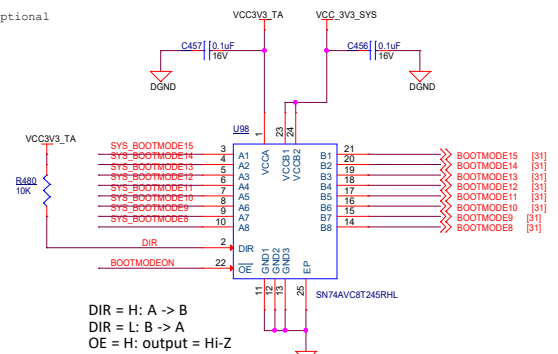 ptional
VCC3V3_TA
VCC_3V3_SYS
C457
0.1uF
16V
C456
0.1uF
16V
DGND
DGND
VCC3V3_TA
R480
10K
U98
1
23
24
VCCA
VCCB1
VCCB2
SYS_BOOTMODE15 3 A1 B1 21 BOOTMODE15 [31]
SYS_BOOTMODE14 4 A2 B2 20 BOOTMODE14 [31]
SYS_BOOTMODE13 5 A3 B3 19 BOOTMODE13 [31]
SYS_BOOTMODE12 6 A4 B4 18 BOOTMODE12 [31]
SYS_BOOTMODE11 7 A5 B5 17 BOOTMODE11 [31]
SYS_BOOTMODE10 8 A6 B6 16 BOOTMODE10 [31]
SYS_BOOTMODE9 9 A7 B7 15 BOOTMODE9 [31]
SYS_BOOTMODE8 10 A8 B8 14 BOOTMODE8 [31]
DIR 2 DIR
BOOTMODEON 22 OE
GND1
GND2
GND3
EP
11
12
13
25
SN74AVC8T245RHL
DIR = H: A -> B
DIR = L: B -> A
OE = H: output = Hi-Z